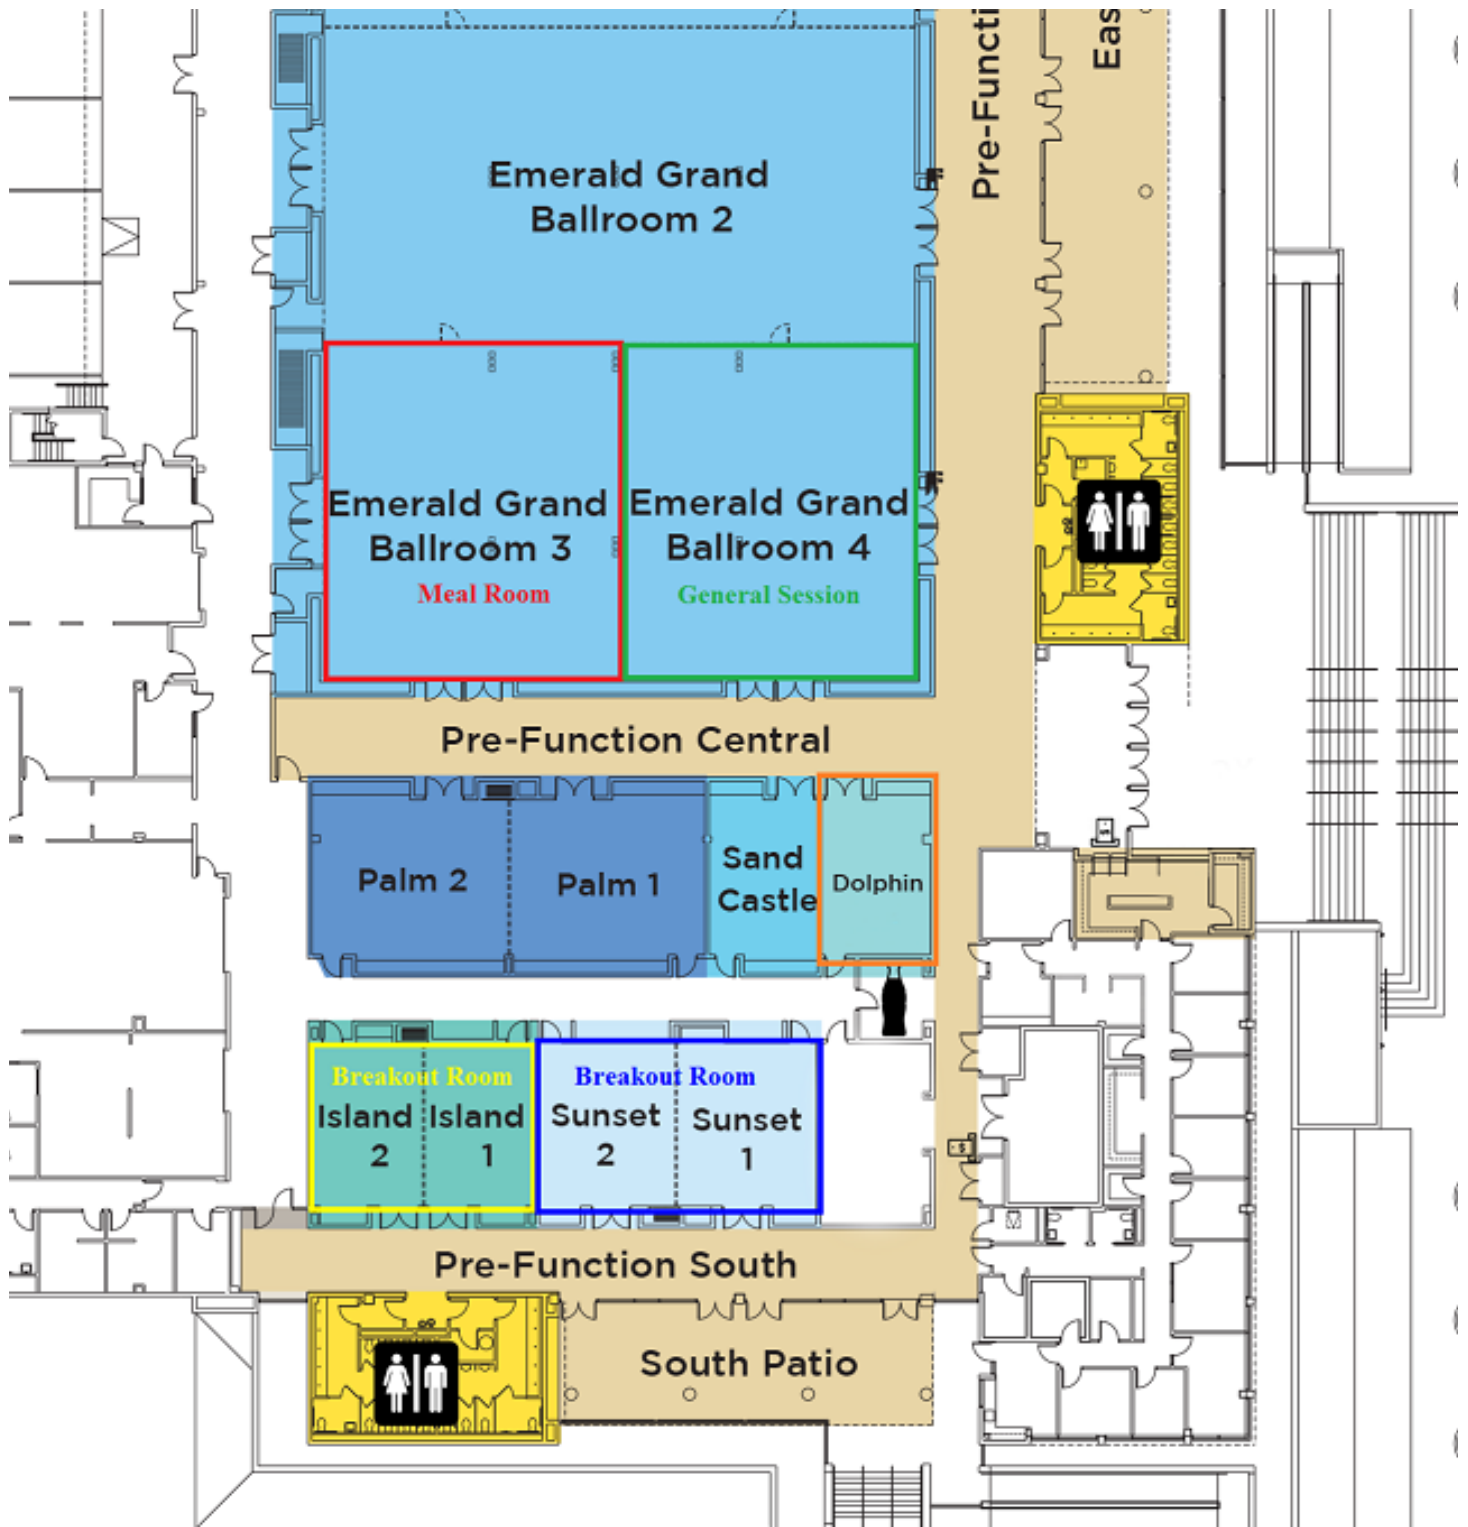 Pre-Functi
Eas
Emerald Grand
Ballroom 2
Emerald Grand
Ballroom 3
Meal Room
Emerald Grand
Ballroom 4
General Session
Pre-Function Central
Palm 2
Palm 1
Sand
Castle
Dolphin
Breakout Room
Island
2
Island
1
Breakout Room
Sunset
2
Sunset
1
Pre-Function South
South Patio